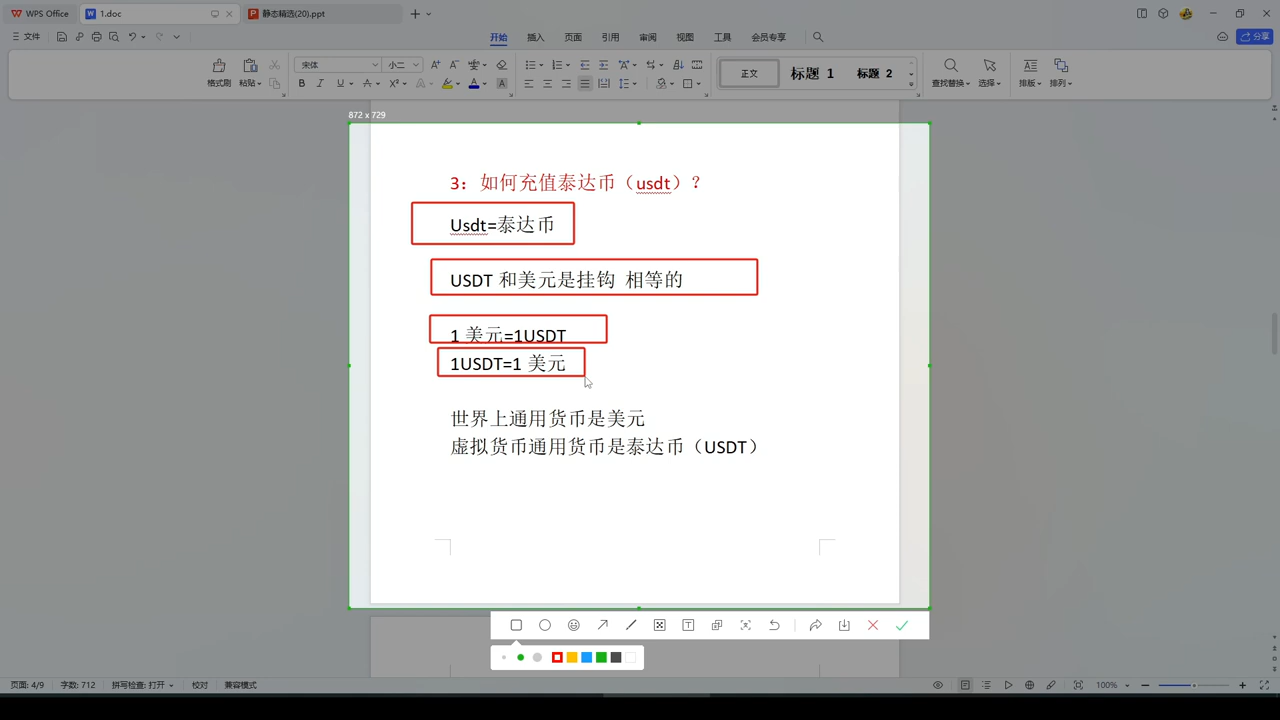 WPS Office
1.doc
静态精选(20).ppt
文件
开始 插入 页面 引用 审阅 视图 工具 会员专享
分享
格式刷 粘贴
宋体 小二
正文 标题 1 标题 2
查找替换 选择 排版 排列
872 x 729
3：如何充值泰达币（usdt）？
Usdt=泰达币
USDT 和美元是挂钩 相等的
1 美元=1USDT
1USDT=1 美元
世界上通用货币是美元
虚拟货币通用货币是泰达币（USDT）
页面: 4/9 字数: 712 拼写检查: 打开 校对 兼容模式
100%